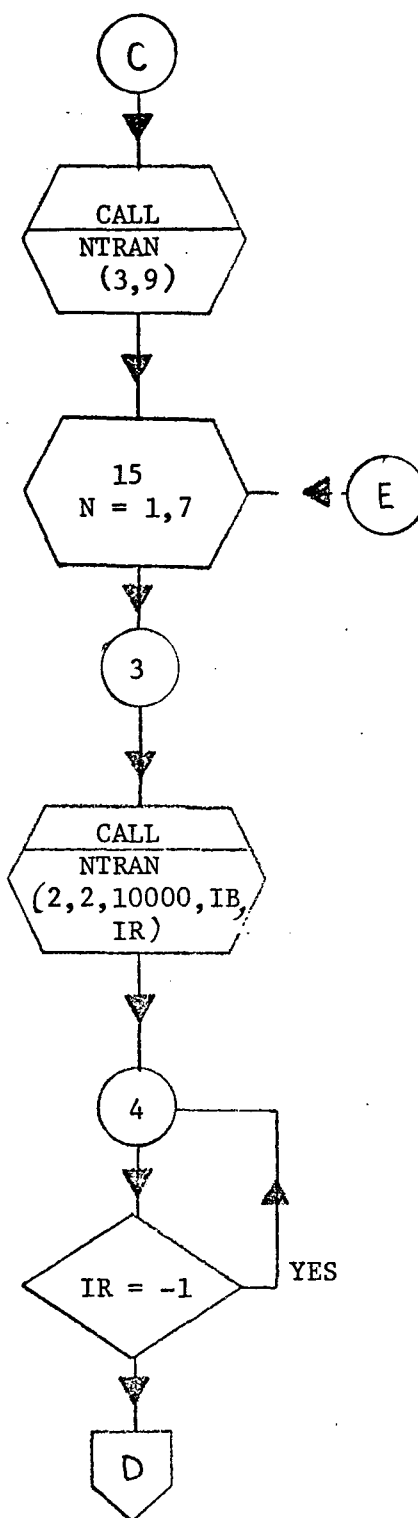 C
CALL
NTRAN
(3,9)
15
N = 1,7
E
3
CALL
NTRAN
(2,2,10000,IB,
IR)
4
IR = -1
YES
D